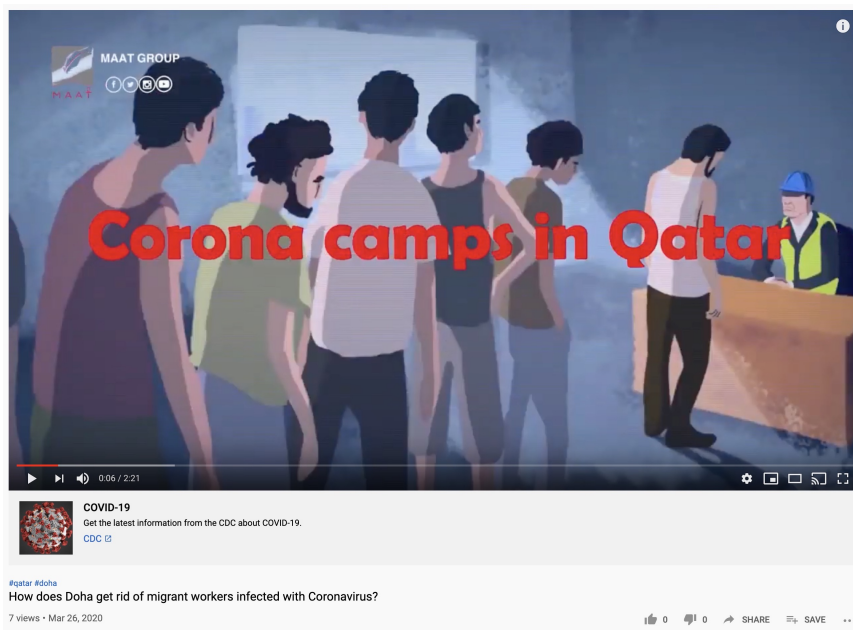 MAAT GROUP
MAAT
Corona camps in Qatar
0:06 / 2:21
COVID-19
Get the latest information from the CDC about COVID-19.
CDC
#qatar #doha
How does Doha get rid of migrant workers infected with Coronavirus?
7 views • Mar 26, 2020
0 0 SHARE SAVE